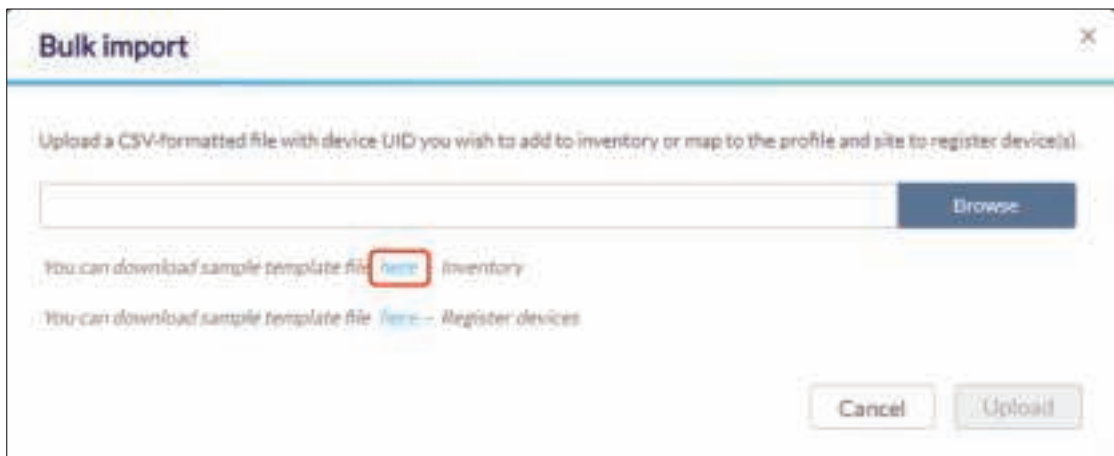 Bulk import
Upload a CSV-formatted file with device UID you wish to add to inventory or map to the profile and site to register device(s).
Browse
You can download sample template file here - Inventory
You can download sample template file here - Register devices
Cancel Upload